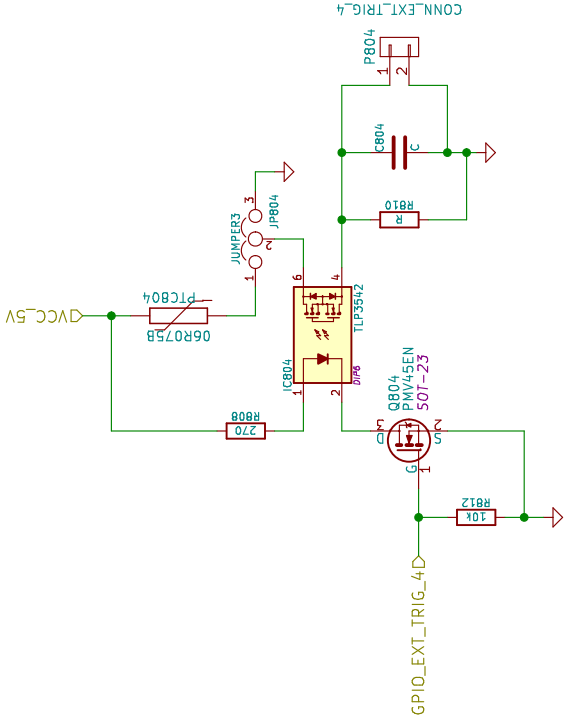 CONN_EXT_TRIG_4
P804
1
2
C804
C
3
JP804
JUMPER3
2
1
R810
R
6
4
TLP3542
PTC804
06R075B
VCC_5V
IC804
DIP6
1
2
R808
270
Q804
PMV45EN
SOT-23
3
D
2
S
G
1
R812
10k
GPIO_EXT_TRIG_4